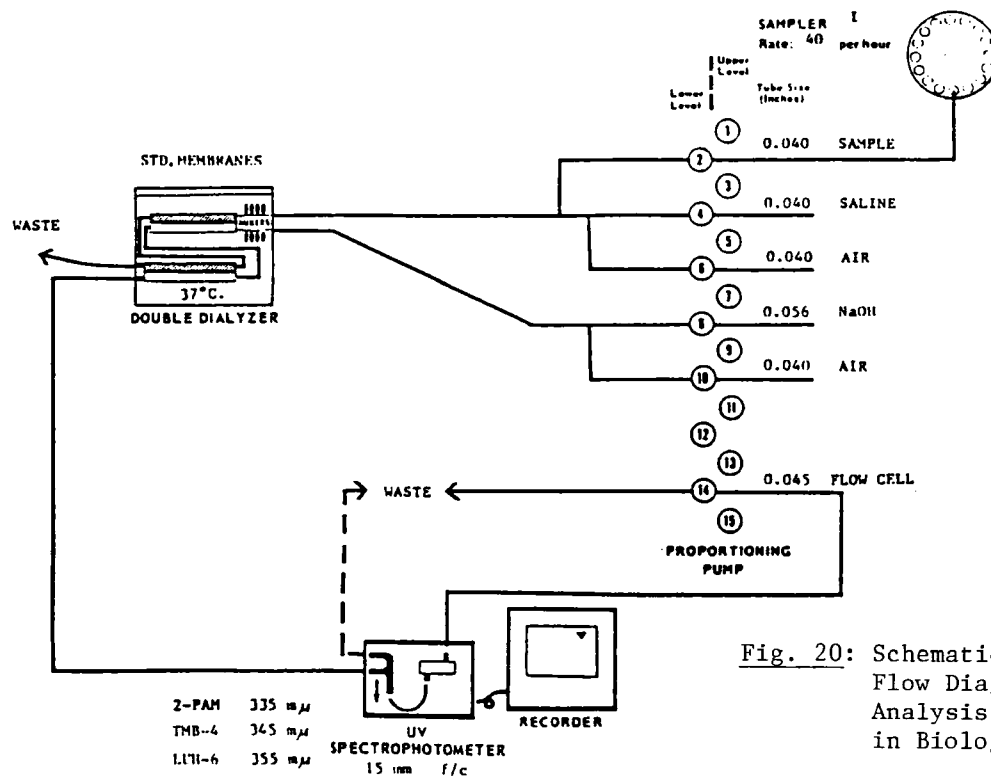 SAMPLER I
Rate: 40 per hour
Upper Level
Lower Level
Tube Size (Inches)
1
2
0.040 SAMPLE
3
4
0.040 SALINE
5
6
0.040 AIR
7
8
0.056 NaOH
9
10
0.040 AIR
11
12
13
14
0.045 FLOW CELL
15
PROPORTIONING
PUMP
STD. MEMBRANES
WASTE
37°C.
DOUBLE DIALYZER
WASTE
2-PAM 335 mμ
TMB-4 345 mμ
355 mμ
UV
SPECTROPHOTOMETER
15 mm f/c
RECORDER
Fig. 20: Schematic
Flow Dia
Analysis
in Biolo